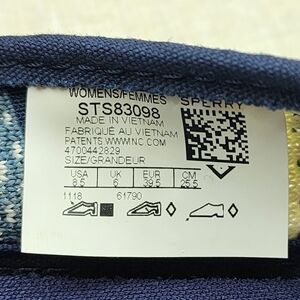 WOMENS/FEMMES SPERRY
STS83098
MADE IN VIETNAM
FABRIQUÉ AU VIETNAM
PATENTS:WWW.NC.COM
4700442829
SIZE/GRANDEUR
USA UK EUR CM
8.5 6 39.5 25.5
1118 61790